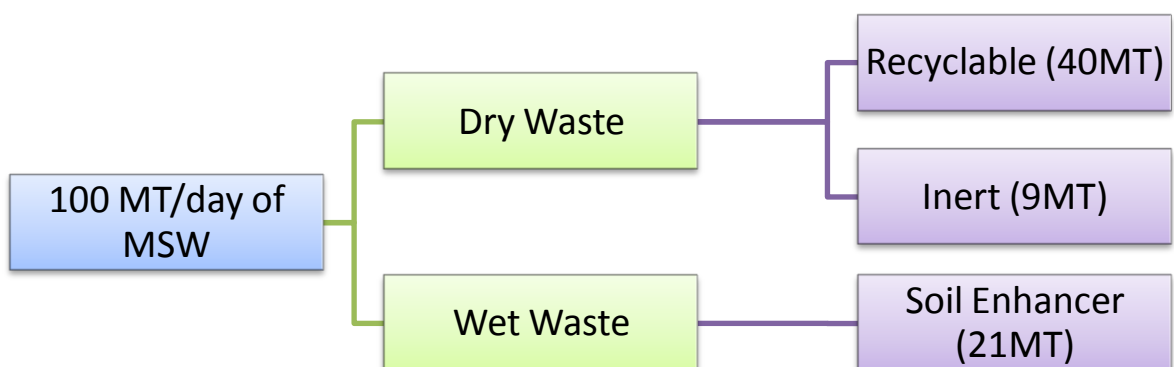 100 MT/day of
MSW
Dry Waste
Wet Waste
Recyclable (40MT)
Inert (9MT)
Soil Enhancer
(21MT)